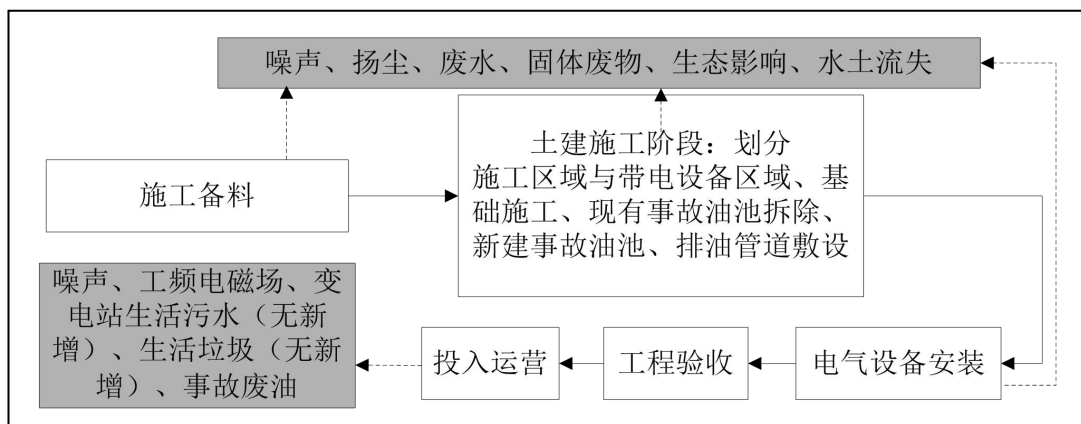 噪声、扬尘、废水、固体废物、生态影响、水土流失
土建施工阶段：划分
施工区域与带电设备区域、基
础施工、现有事故油池拆除、
新建事故油池、排油管道敷设
施工备料
噪声、工频电磁场、变
电站生活污水（无新
增）、生活垃圾（无新
增）、事故废油
投入运营
工程验收
电气设备安装